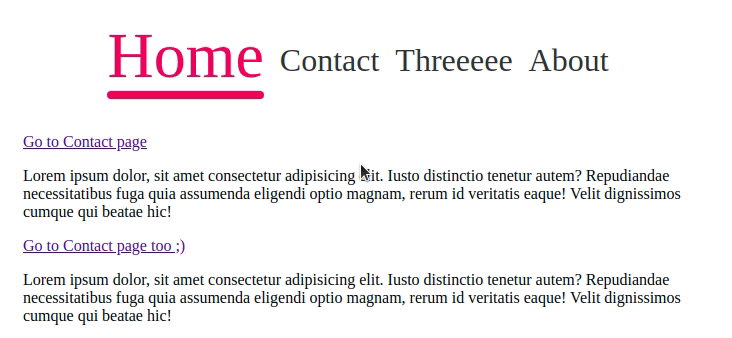 Home Contact Threeeee About
Go to Contact page
Lorem ipsum dolor, sit amet consectetur adipisicing elit. Iusto distinctio tenetur autem? Repudiandae
necessitatibus fuga quia assumenda eligendi optio magnam, rerum id veritatis eaque! Velit dignissimos
cumque qui beatae hic!
Go to Contact page too ;)
Lorem ipsum dolor, sit amet consectetur adipisicing elit. Iusto distinctio tenetur autem? Repudiandae
necessitatibus fuga quia assumenda eligendi optio magnam, rerum id veritatis eaque! Velit dignissimos
cumque qui beatae hic!